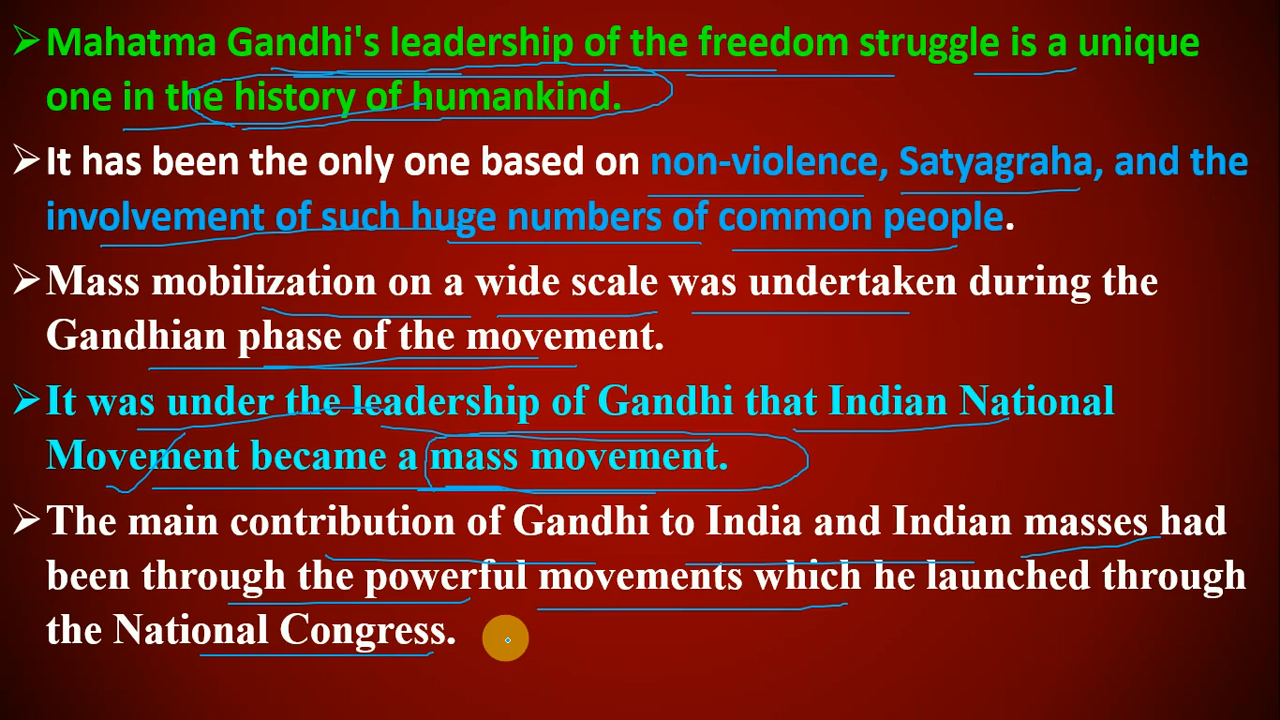 ➢Mahatma Gandhi's leadership of the freedom struggle is a unique
one in the history of humankind.
➢It has been the only one based on non-violence, Satyagraha, and the
involvement of such huge numbers of common people.
➢Mass mobilization on a wide scale was undertaken during the
Gandhian phase of the movement.
➢It was under the leadership of Gandhi that Indian National
Movement became a mass movement.
➢The main contribution of Gandhi to India and Indian masses had
been through the powerful movements which he launched through
the National Congress.